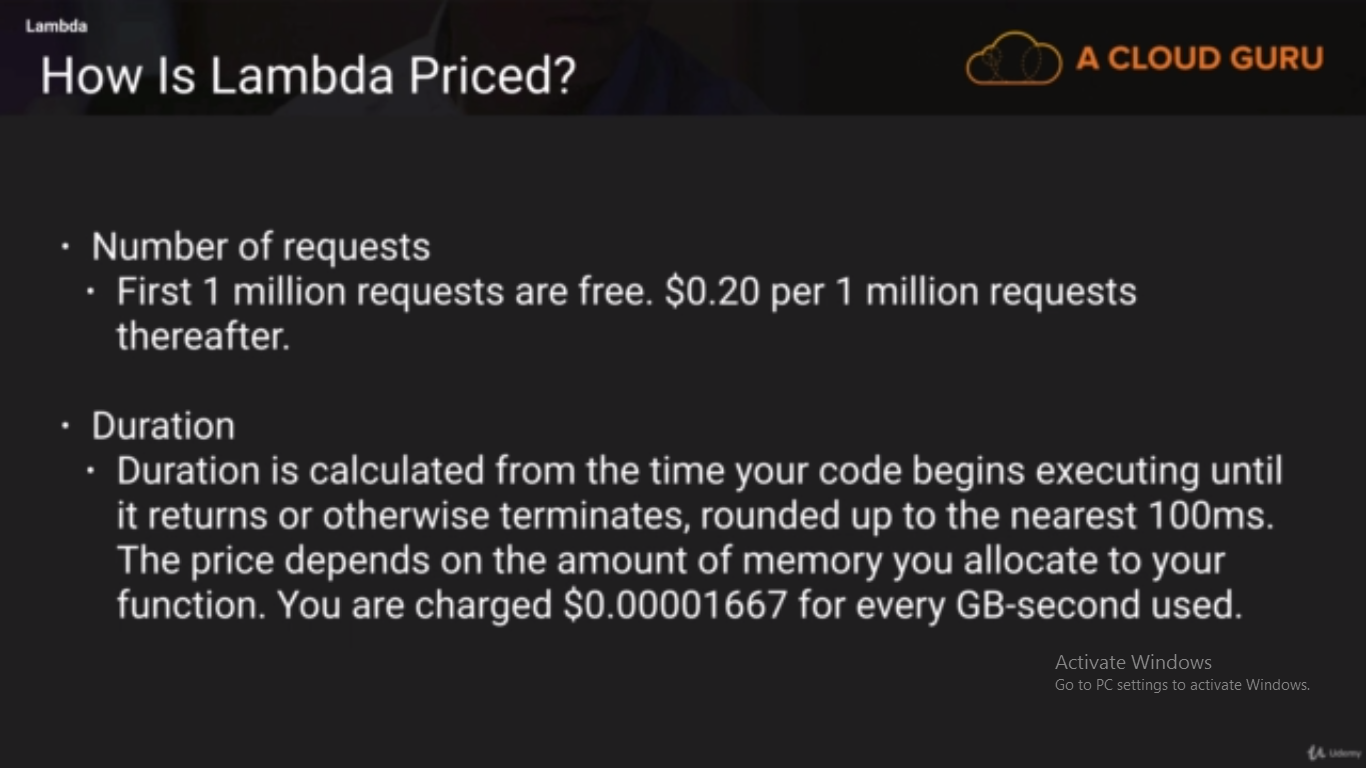 Lambda
How Is Lambda Priced?
A CLOUD GURU
• Number of requests
• First 1 million requests are free. $0.20 per 1 million requests
thereafter.
• Duration
• Duration is calculated from the time your code begins executing until
it returns or otherwise terminates, rounded up to the nearest 100ms.
The price depends on the amount of memory you allocate to your
function. You are charged $0.00001667 for every GB-second used.
Activate Windows
Go to PC settings to activate Windows.
Udemy